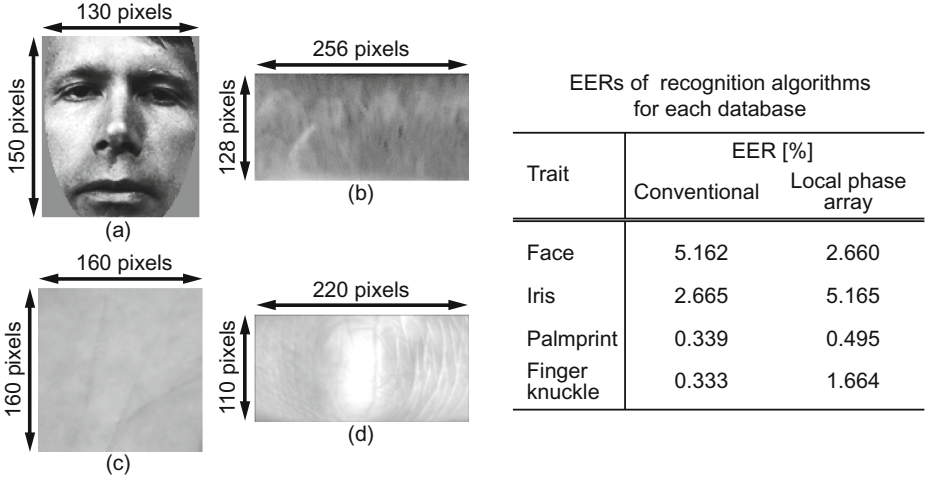 130 pixels
150 pixels
(a)
256 pixels
128 pixels
(b)
160 pixels
160 pixels
(c)
220 pixels
110 pixels
(d)
EERs of recognition algorithms
for each database
Trait
EER [%]
Conventional
Local phase
array
Face 5.162 2.660
Iris 2.665 5.165
Palmprint 0.339 0.495
Finger
knuckle 0.333 1.664